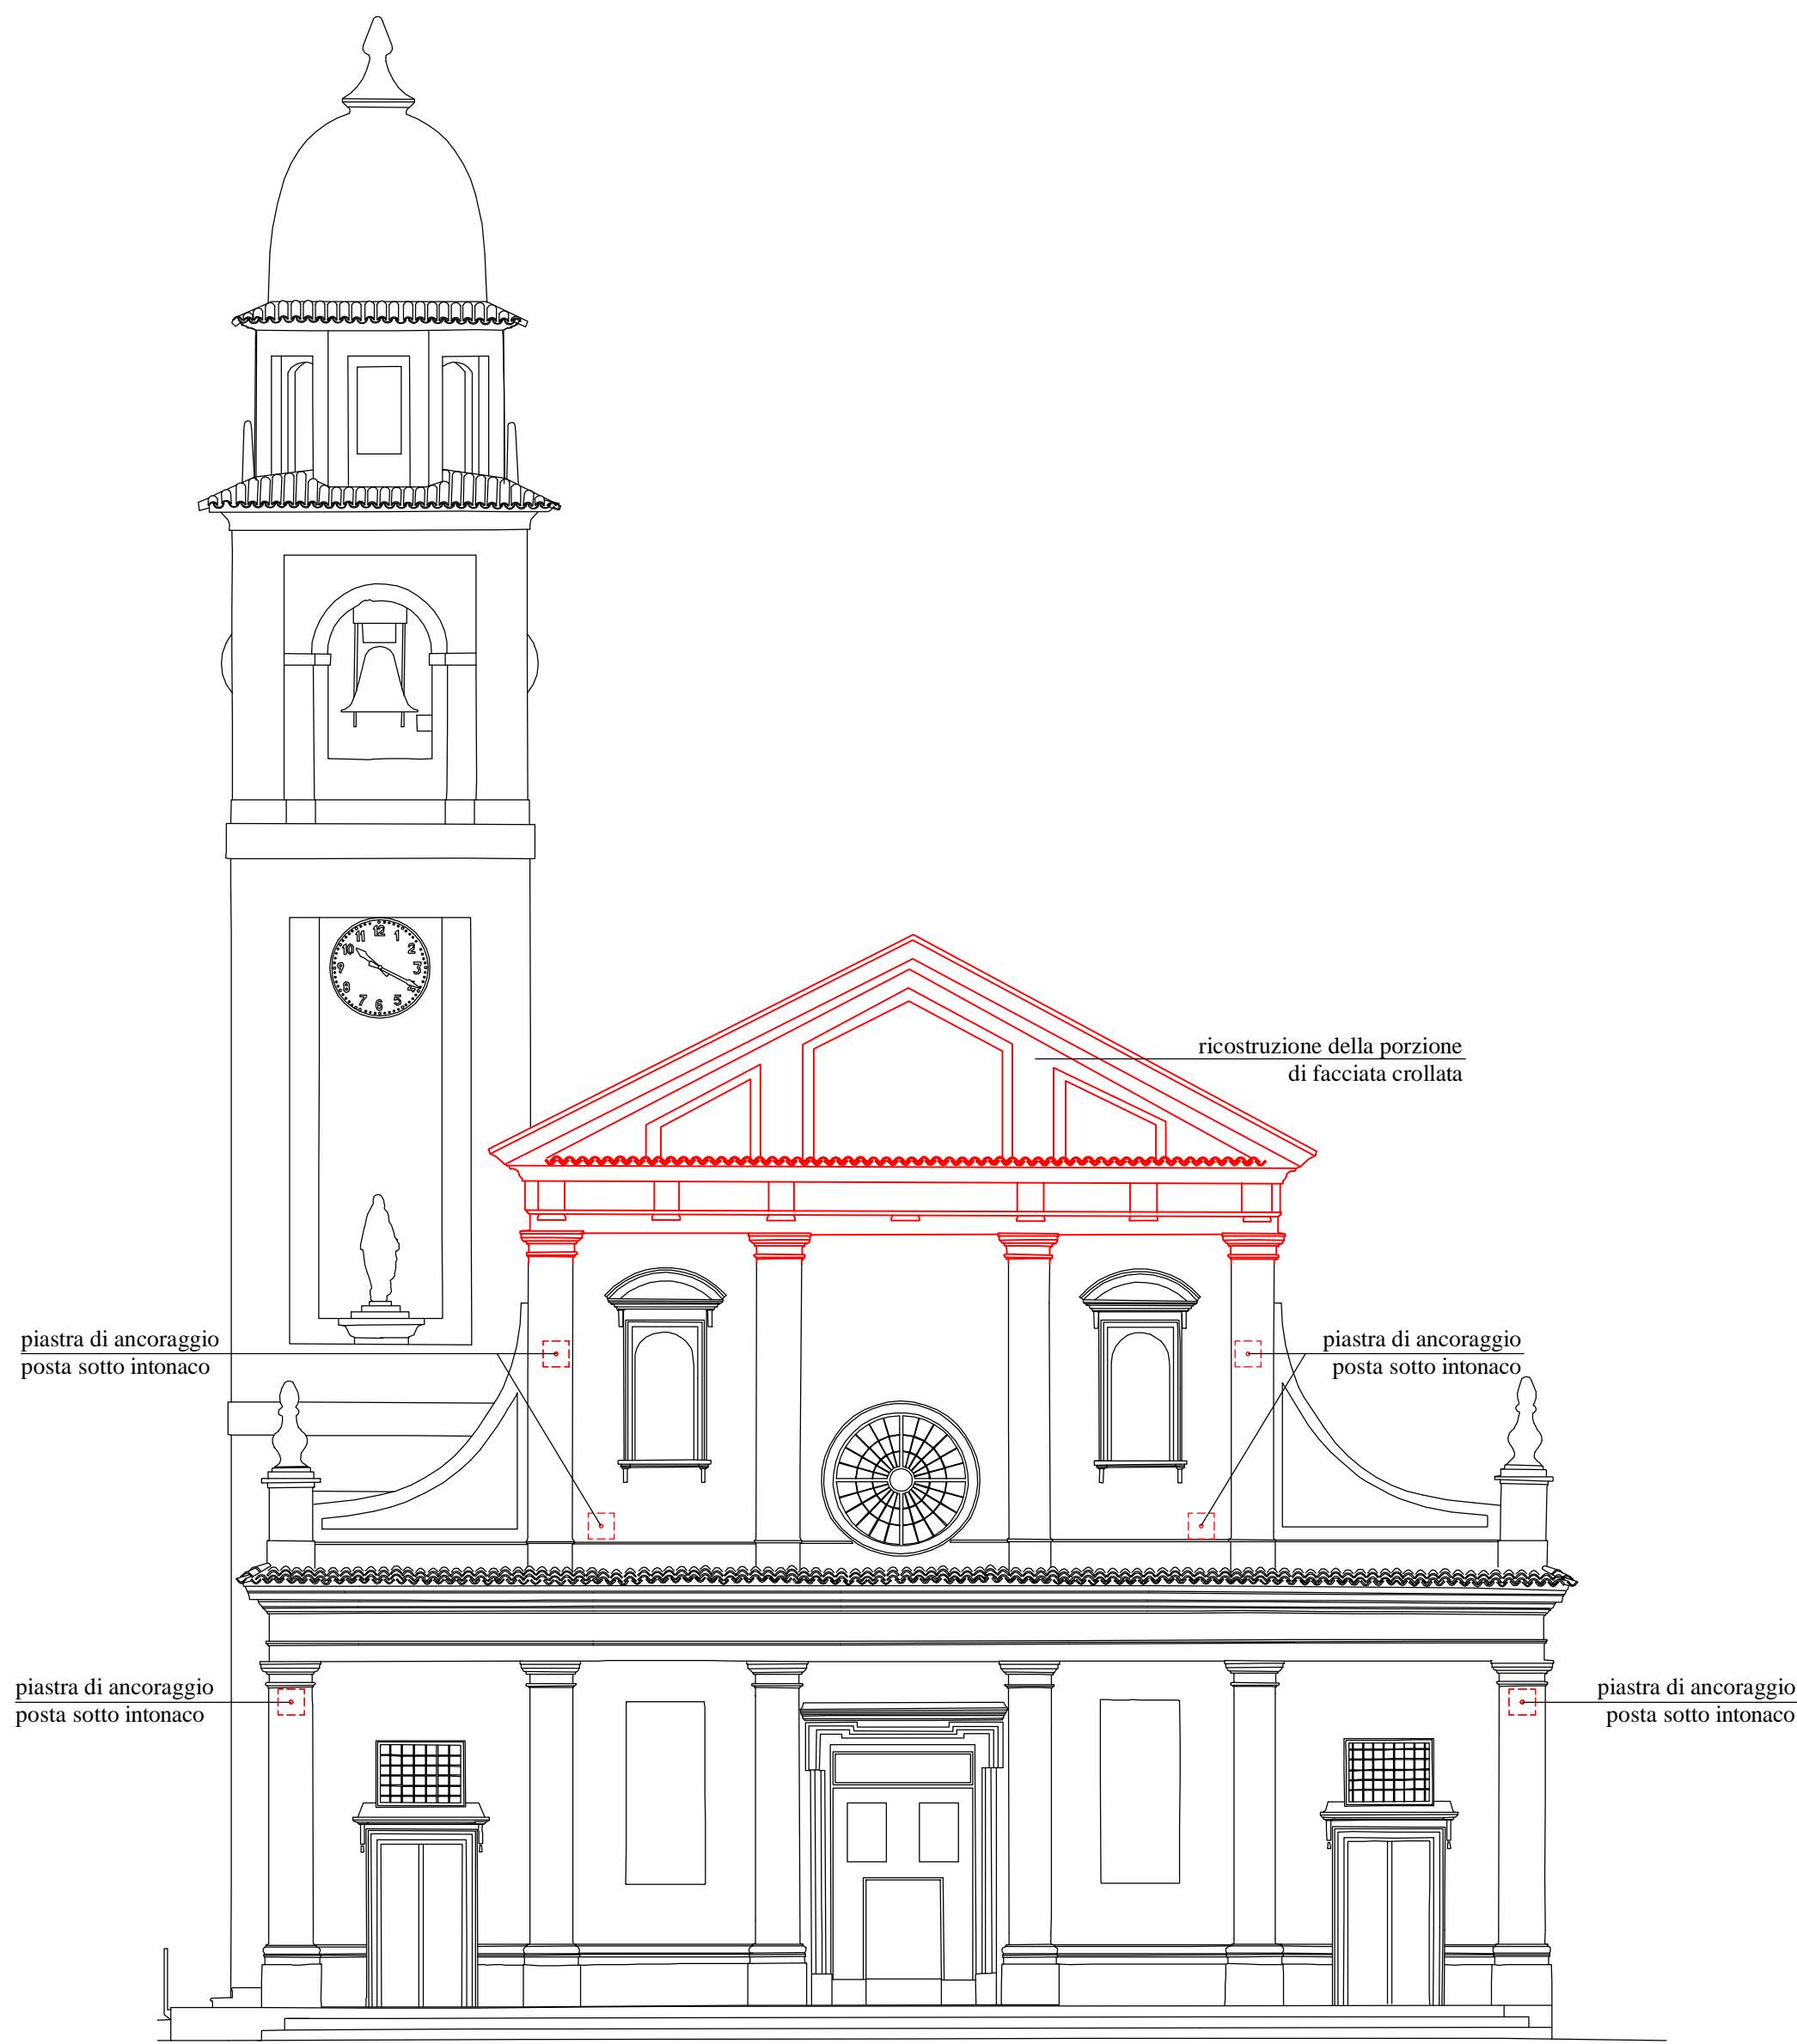 12
11 1
10 2
9 3
8 4
7 5
6
ricostruzione della porzione
di facciata crollata
piastra di ancoraggio
posta sotto intonaco
piastra di ancoraggio
posta sotto intonaco
piastra di ancoraggio
posta sotto intonaco
piastra di ancoraggio
posta sotto intonaco